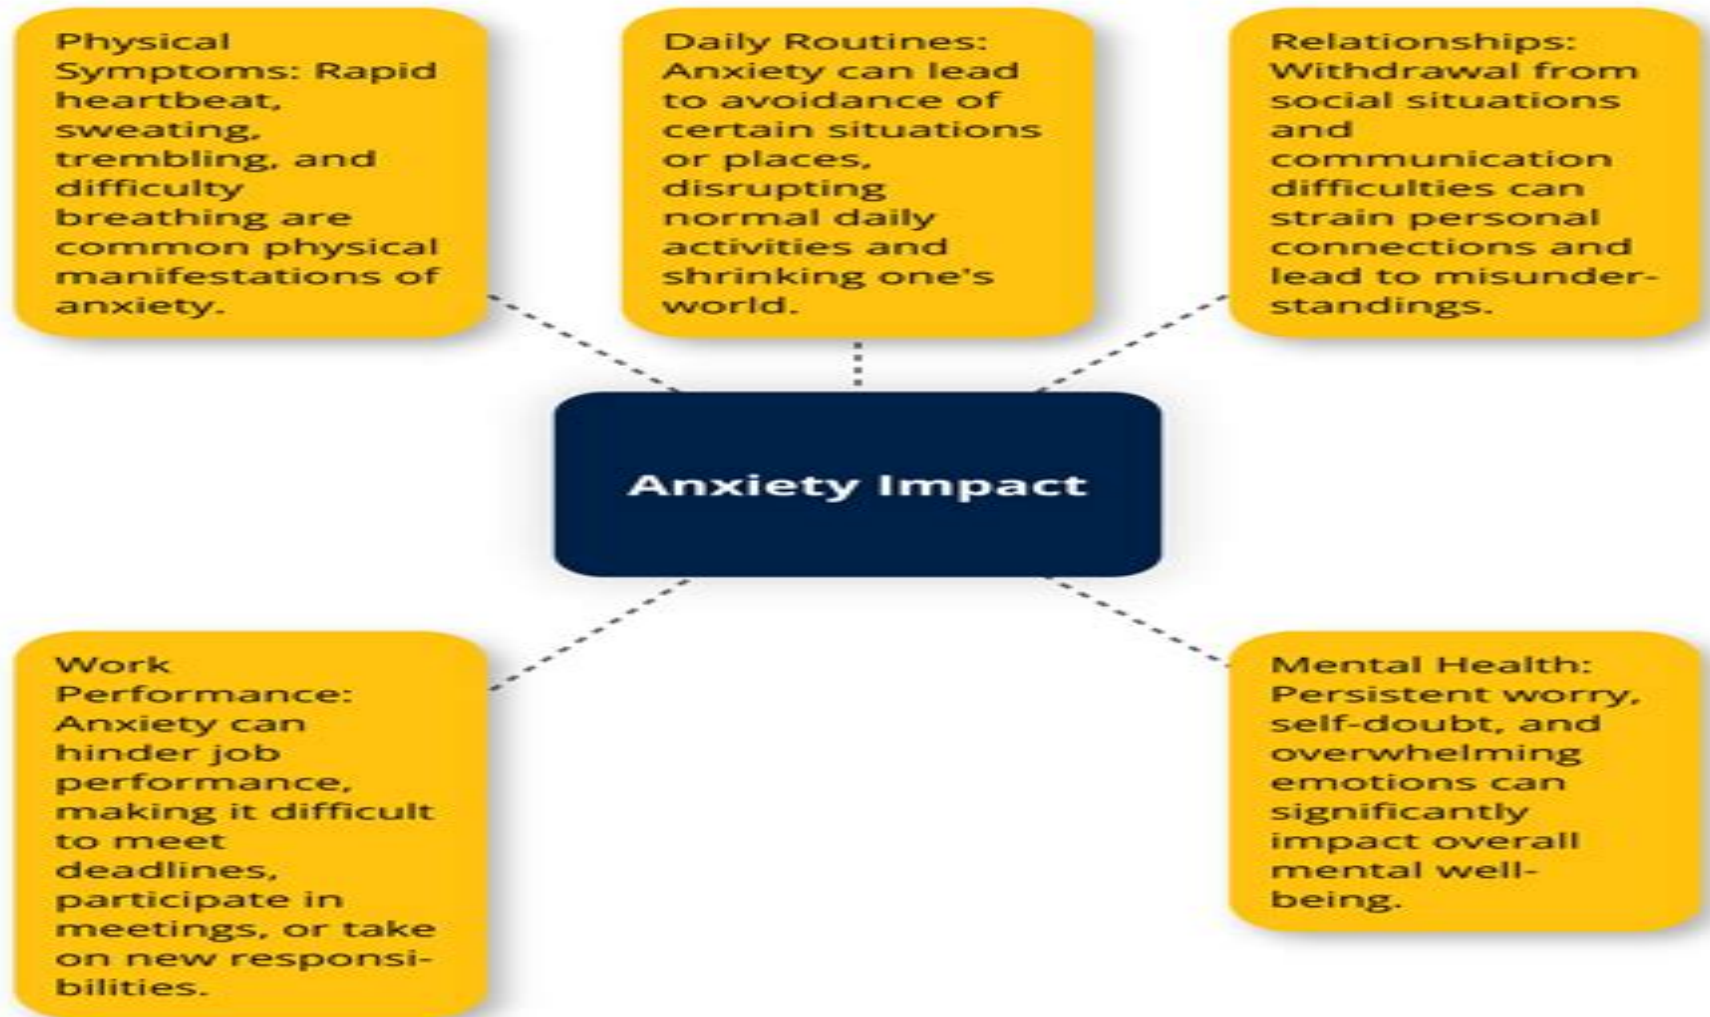 Physical
Symptoms: Rapid
heartbeat,
sweating,
trembling, and
difficulty
breathing are
common physical
manifestations of
anxiety.
Daily Routines:
Anxiety can lead
to avoidance of
certain situations
or places,
disrupting
normal daily
activities and
shrinking one's
world.
Relationships:
Withdrawal from
social situations
and
communication
difficulties can
strain personal
connections and
lead to misunder-
standings.
Anxiety Impact
Work
Performance:
Anxiety can
hinder job
performance,
making it difficult
to meet
deadlines,
participate in
meetings, or take
on new responsi-
bilities.
Mental Health:
Persistent worry,
self-doubt, and
overwhelming
emotions can
significantly
impact overall
mental well-
being.